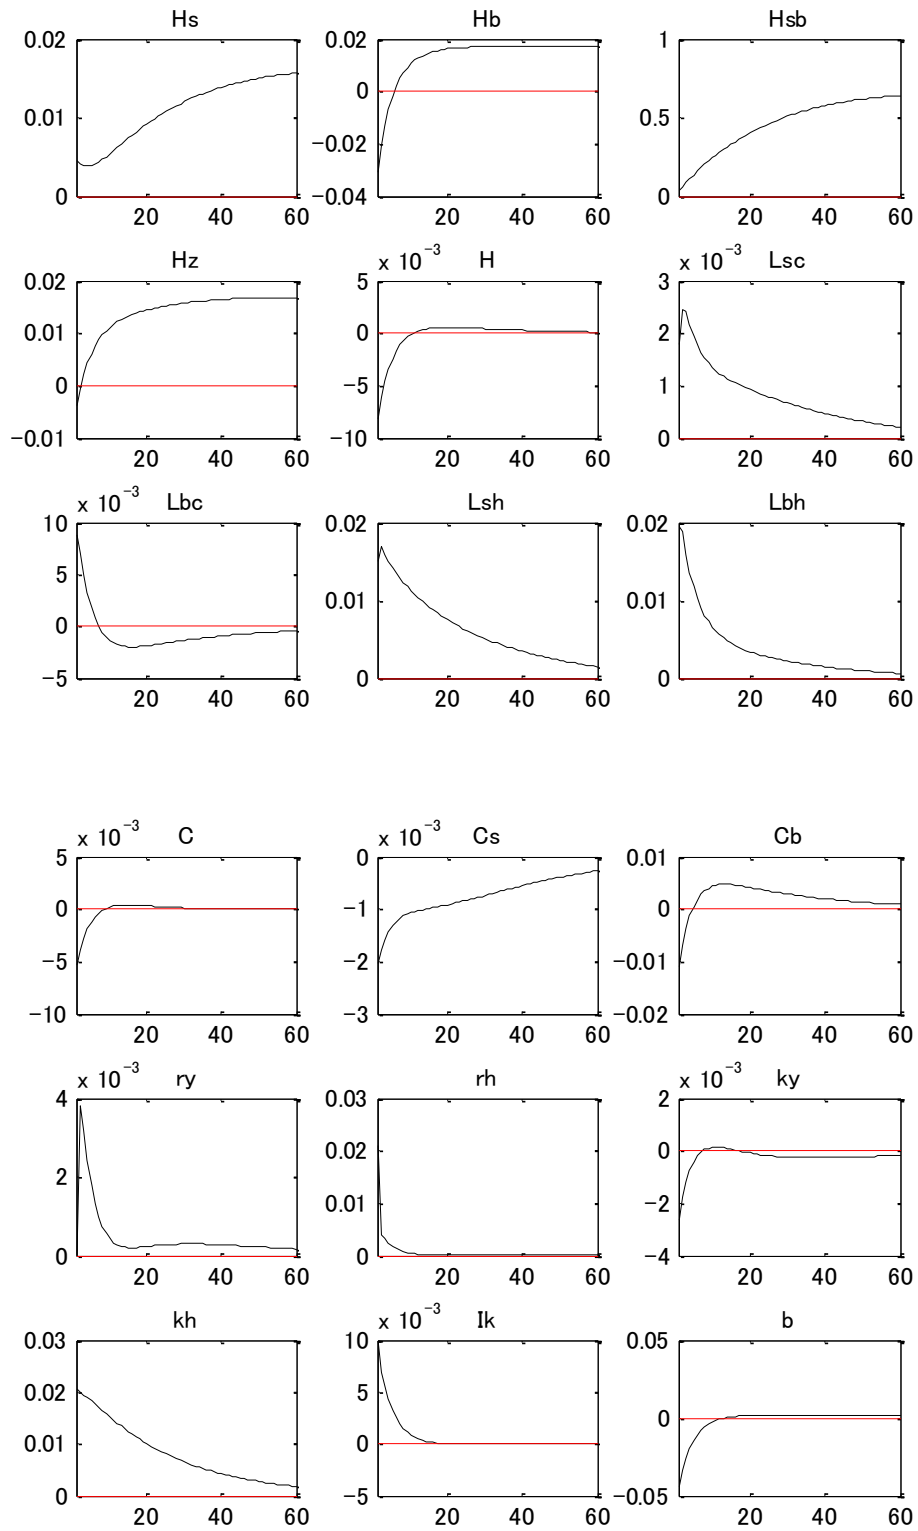 Hs Hb Hsb
0.02 0.02 1
0
0.01 0.5
−0.02
0 −0.04 0
20 40 60 20 40 60 20 40 60
Hz x 10⁻³ H x 10⁻³ Lsc
0.02 5 3
0.01 0 2
0 −5 1
−0.01 −10 0
20 40 60 20 40 60 20 40 60
x 10⁻³ Lbc Lsh Lbh
10 0.02 0.02
5
0.01 0.01
0
−5 0 0
20 40 60 20 40 60 20 40 60
x 10⁻³ C x 10⁻³ Cs Cb
5 0 0.01
0 −1 0
−5 −2 −0.01
−10 −3 −0.02
20 40 60 20 40 60 20 40 60
x 10⁻³ ry rh x 10⁻³ ky
4 0.03 2
0.02 0
2
0.01 −2
0 0 −4
20 40 60 20 40 60 20 40 60
kh x 10⁻³ Ik b
0.03 10 0.05
0.02 5
0
0.01 0
0 −5 −0.05
20 40 60 20 40 60 20 40 60